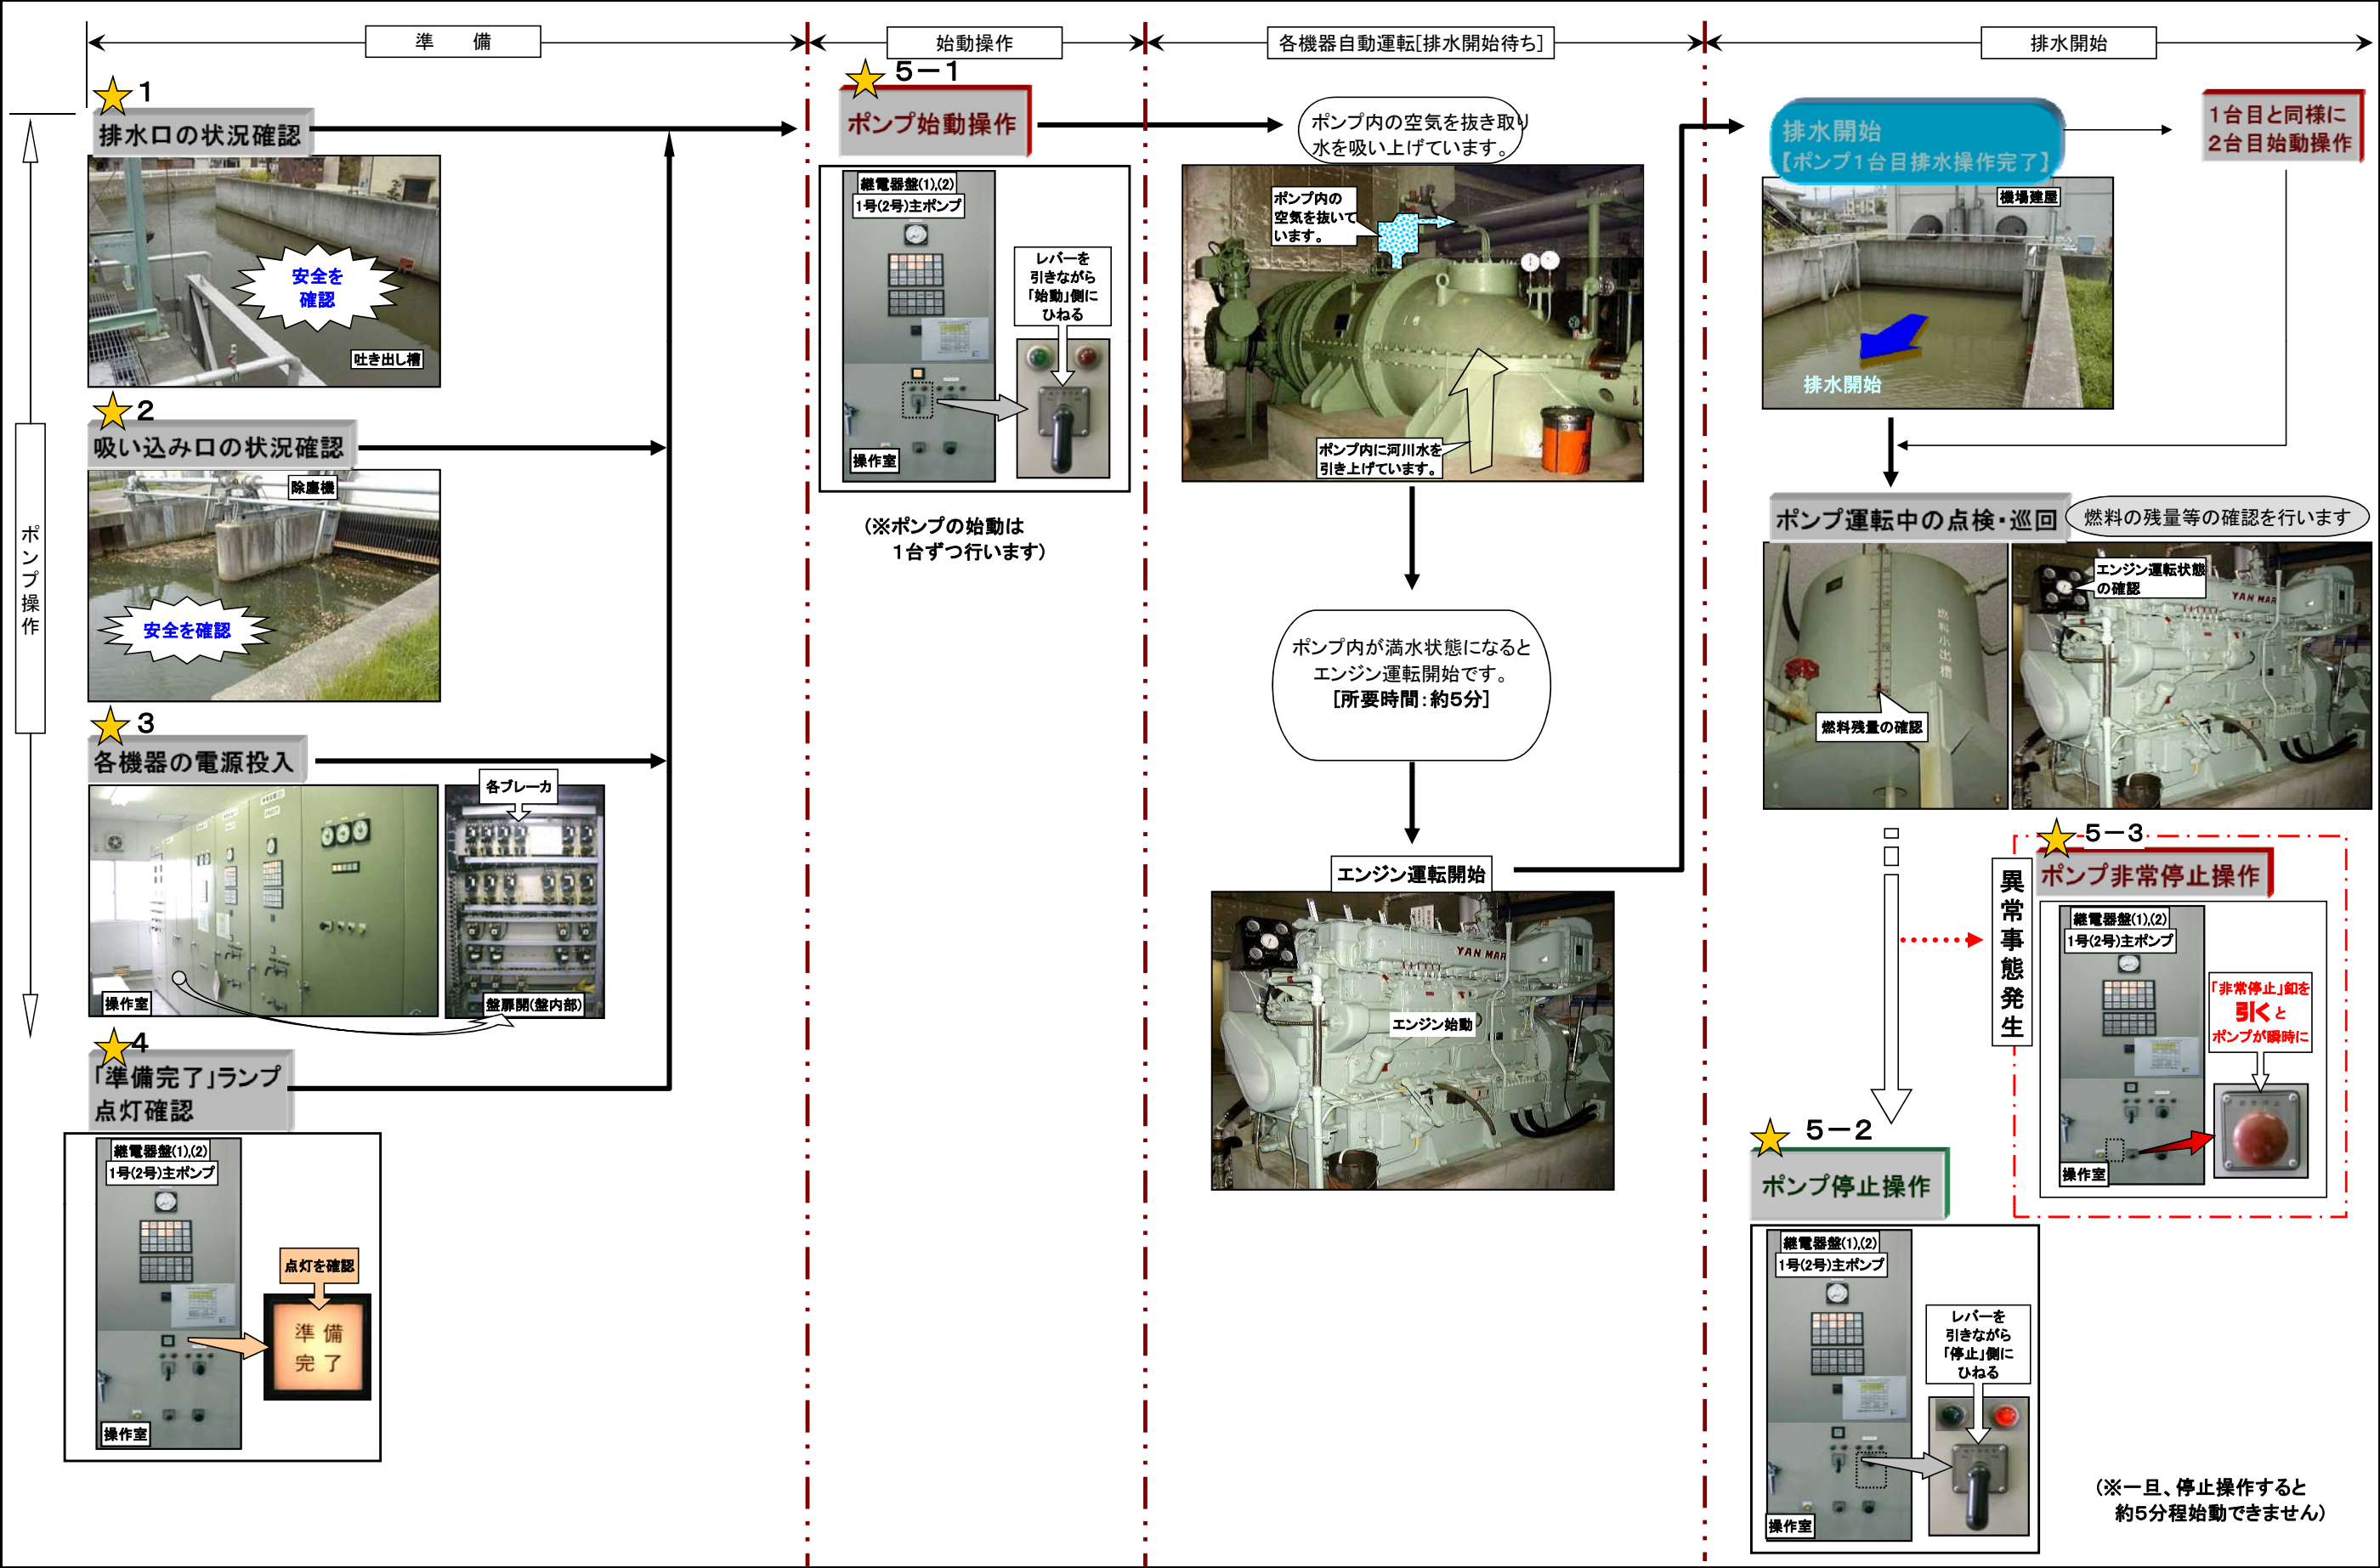 準　備
始動操作
各機器自動運転[排水開始待ち]
排水開始
ポンプ操作
1
排水口の状況確認
安全を
確認
吐き出し槽
2
吸い込み口の状況確認
除塵機
安全を確認
3
各機器の電源投入
各ブレーカ
操作室
盤扉開(盤内部)
4
「準備完了」ランプ
点灯確認
継電器盤(1),(2)
1号(2号)主ポンプ
点灯を確認
準 備
完 了
操作室
5－1
ポンプ始動操作
継電器盤(1),(2)
1号(2号)主ポンプ
レバーを
引きながら
「始動」側に
ひねる
操作室
(※ポンプの始動は
1台ずつ行います)
ポンプ内の空気を抜き取り
水を吸い上げています。
ポンプ内の
空気を抜いて
います。
ポンプ内に河川水を
引き上げています。
ポンプ内が満水状態になると
エンジン運転開始です。
[所要時間：約5分]
エンジン運転開始
YAN MAR
エンジン始動
排水開始
【ポンプ1台目排水操作完了】
機場建屋
排水開始
1台目と同様に
2台目始動操作
ポンプ運転中の点検・巡回
燃料の残量等の確認を行います
燃料小出槽
燃料残量の確認
エンジン運転状態
の確認
YAN MAR
異常事態発生
5－3
ポンプ非常停止操作
継電器盤(1),(2)
1号(2号)主ポンプ
「非常停止」釦を
引くと
ポンプが瞬時に
操作室
5－2
ポンプ停止操作
継電器盤(1),(2)
1号(2号)主ポンプ
レバーを
引きながら
「停止」側に
ひねる
操作室
(※一旦、停止操作すると
約5分程始動できません)